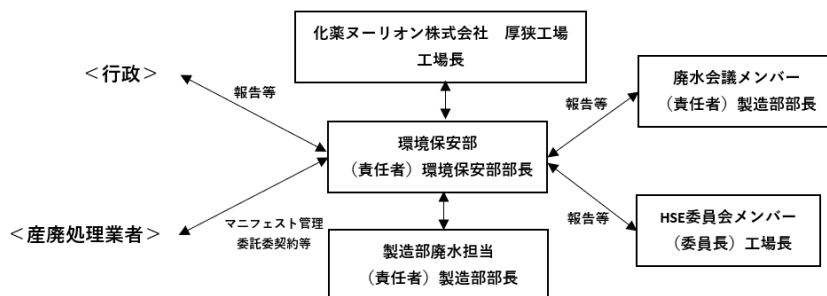 化薬ヌーリオン株式会社　厚狭工場
工場長
＜行政＞
報告等
廃水会議メンバー
（責任者）製造部部長
報告等
環境保安部
（責任者）環境保安部部長
マニフェスト管理
委託委契約等
＜産廃処理業者＞
報告等
HSE委員会メンバー
（委員長）工場長
製造部廃水担当
（責任者）製造部部長